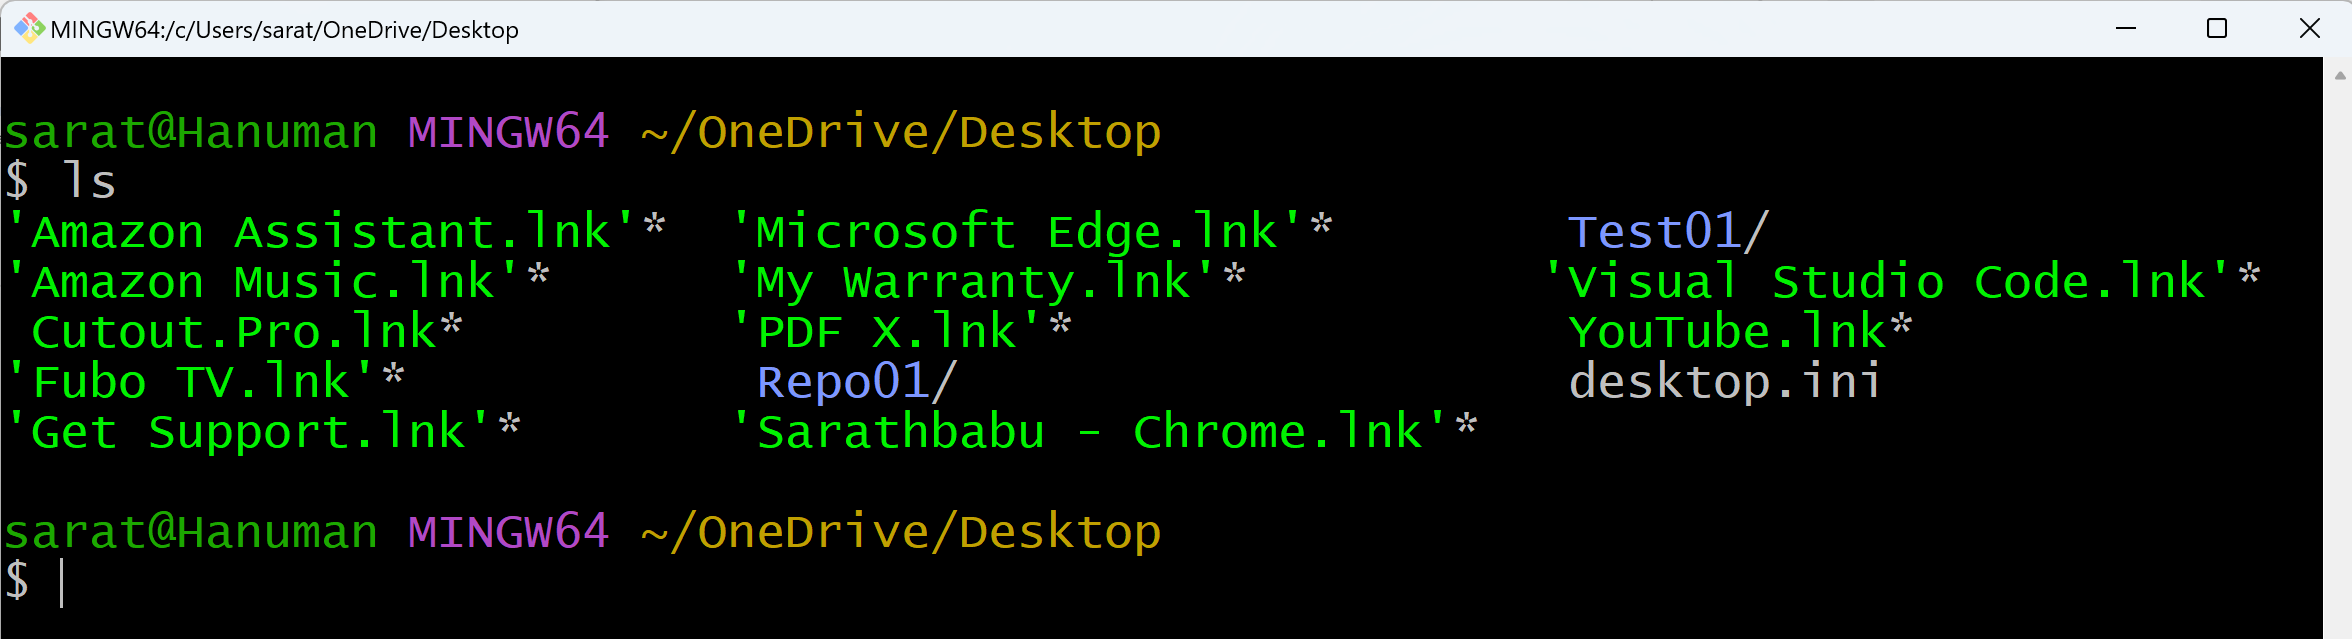 MINGW64:/c/Users/sarat/OneDrive/Desktop
sarat@Hanuman MINGW64 ~/OneDrive/Desktop
$ ls
'Amazon Assistant.lnk'* 'Microsoft Edge.lnk'* Test01/
'Amazon Music.lnk'* 'My Warranty.lnk'* 'Visual Studio Code.lnk'*
Cutout.Pro.lnk* 'PDF X.lnk'* YouTube.lnk*
'Fubo TV.lnk'* Repo01/ desktop.ini
'Get Support.lnk'* 'Sarathbabu - Chrome.lnk'*
sarat@Hanuman MINGW64 ~/OneDrive/Desktop
$